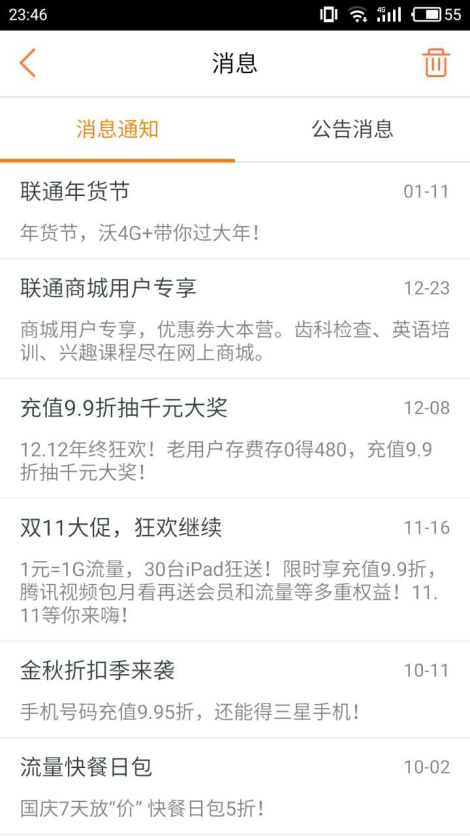 23:46
4G
55
消息
消息通知
公告消息
联通年货节
01-11
年货节，沃4G+带你过大年！
联通商城用户专享
12-23
商城用户专享，优惠券大本营。齿科检查、英语培
训、兴趣课程尽在网上商城。
充值9.9折抽千元大奖
12-08
12.12年终狂欢！老用户存费存0得480，充值9.9
折抽千元大奖！
双11大促，狂欢继续
11-16
1元=1G流量，30台iPad狂送！限时享充值9.9折，
腾讯视频包月看再送会员和流量等多重权益！11.
11等你来嗨！
金秋折扣季来袭
10-11
手机号码充值9.95折，还能得三星手机！
流量快餐日包
10-02
国庆7天放“价” 快餐日包5折！